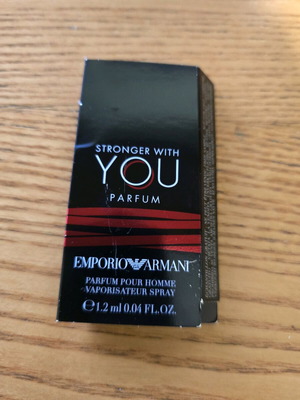 STRONGER WITH
YOU
PARFUM
EMPORIO ARMANI
PARFUM POUR HOMME
VAPORISATEUR SPRAY
℮1.2 ml 0.04 FL.OZ.